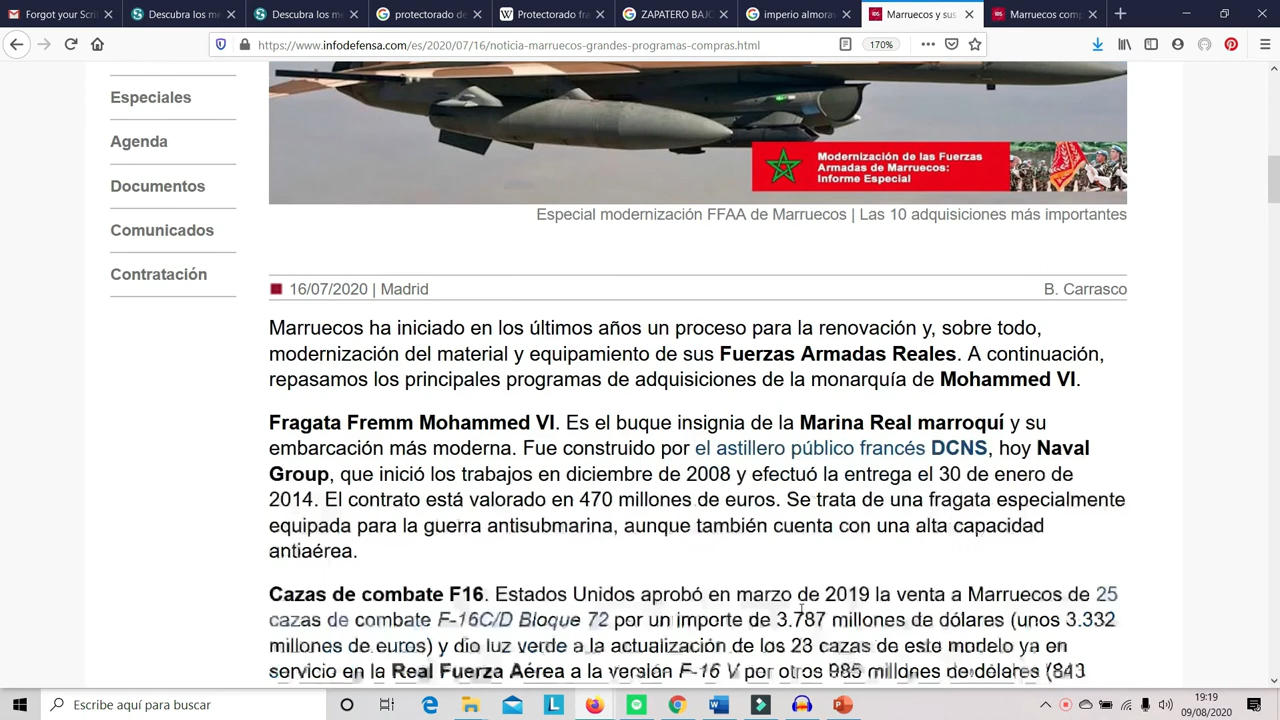 Forgot your Scri
Descubre los me
Descubra los me
protectorado de
Protectorado fra
ZAPATERO BAJO
imperio almorav
Marruecos y sus
Marruecos comp
https://www.infodefensa.com/es/2020/07/16/noticia-marruecos-grandes-programas-compras.html
170%
Especiales
Agenda
Documentos
Comunicados
Contratación
Modernización de las Fuerzas
Armadas de Marruecos:
Informe Especial
Especial modernización FFAA de Marruecos | Las 10 adquisiciones más importantes
16/07/2020 | Madrid
B. Carrasco
Marruecos ha iniciado en los últimos años un proceso para la renovación y, sobre todo,
modernización del material y equipamiento de sus Fuerzas Armadas Reales. A continuación,
repasamos los principales programas de adquisiciones de la monarquía de Mohammed VI.
Fragata Fremm Mohammed VI. Es el buque insignia de la Marina Real marroquí y su
embarcación más moderna. Fue construido por el astillero público francés DCNS, hoy Naval
Group, que inició los trabajos en diciembre de 2008 y efectuó la entrega el 30 de enero de
2014. El contrato está valorado en 470 millones de euros. Se trata de una fragata especialmente
equipada para la guerra antisubmarina, aunque también cuenta con una alta capacidad
antiaérea.
Cazas de combate F16. Estados Unidos aprobó en marzo de 2019 la venta a Marruecos de 25
cazas de combate F-16C/D Bloque 72 por un importe de 3.787 millones de dólares (unos 3.332
millones de euros) y dio luz verde a la actualización de los 23 cazas de este modelo ya en
servicio en la Real Fuerza Aérea a la versión F-16 V por otros 985 millones de dólares (843
Escribe aquí para buscar
19:19
09/08/2020